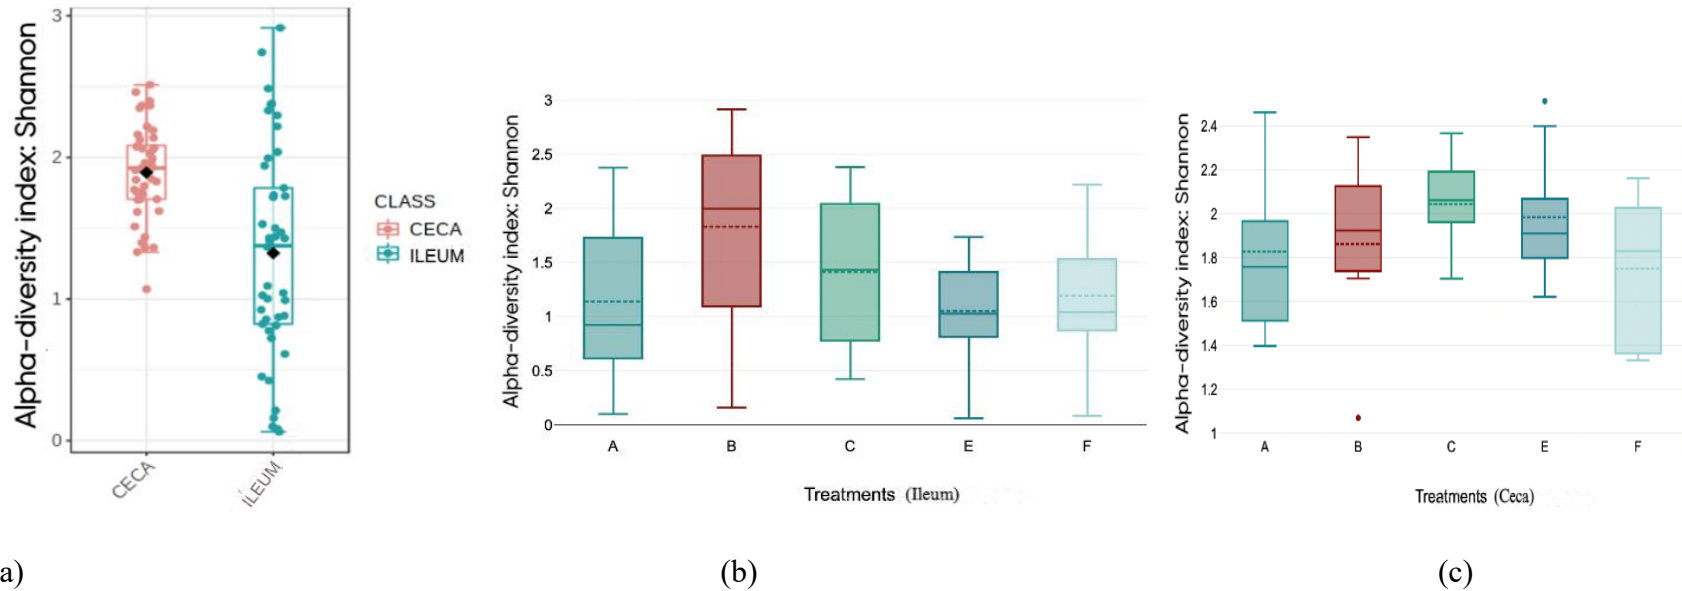 Alpha-diversity index: Shannon
3
2
1
0
CECA
İLEUM
CLASS
CECA
ILEUM
Alpha-diversity index: Shannon
3
2.5
2
1.5
1
0.5
0
A B C E F
Treatments (Ileum)
Alpha-diversity index: Shannon
2.4
2.2
2
1.8
1.6
1.4
1.2
1
A B C E F
Treatments (Ceca)
a) (b) (c)